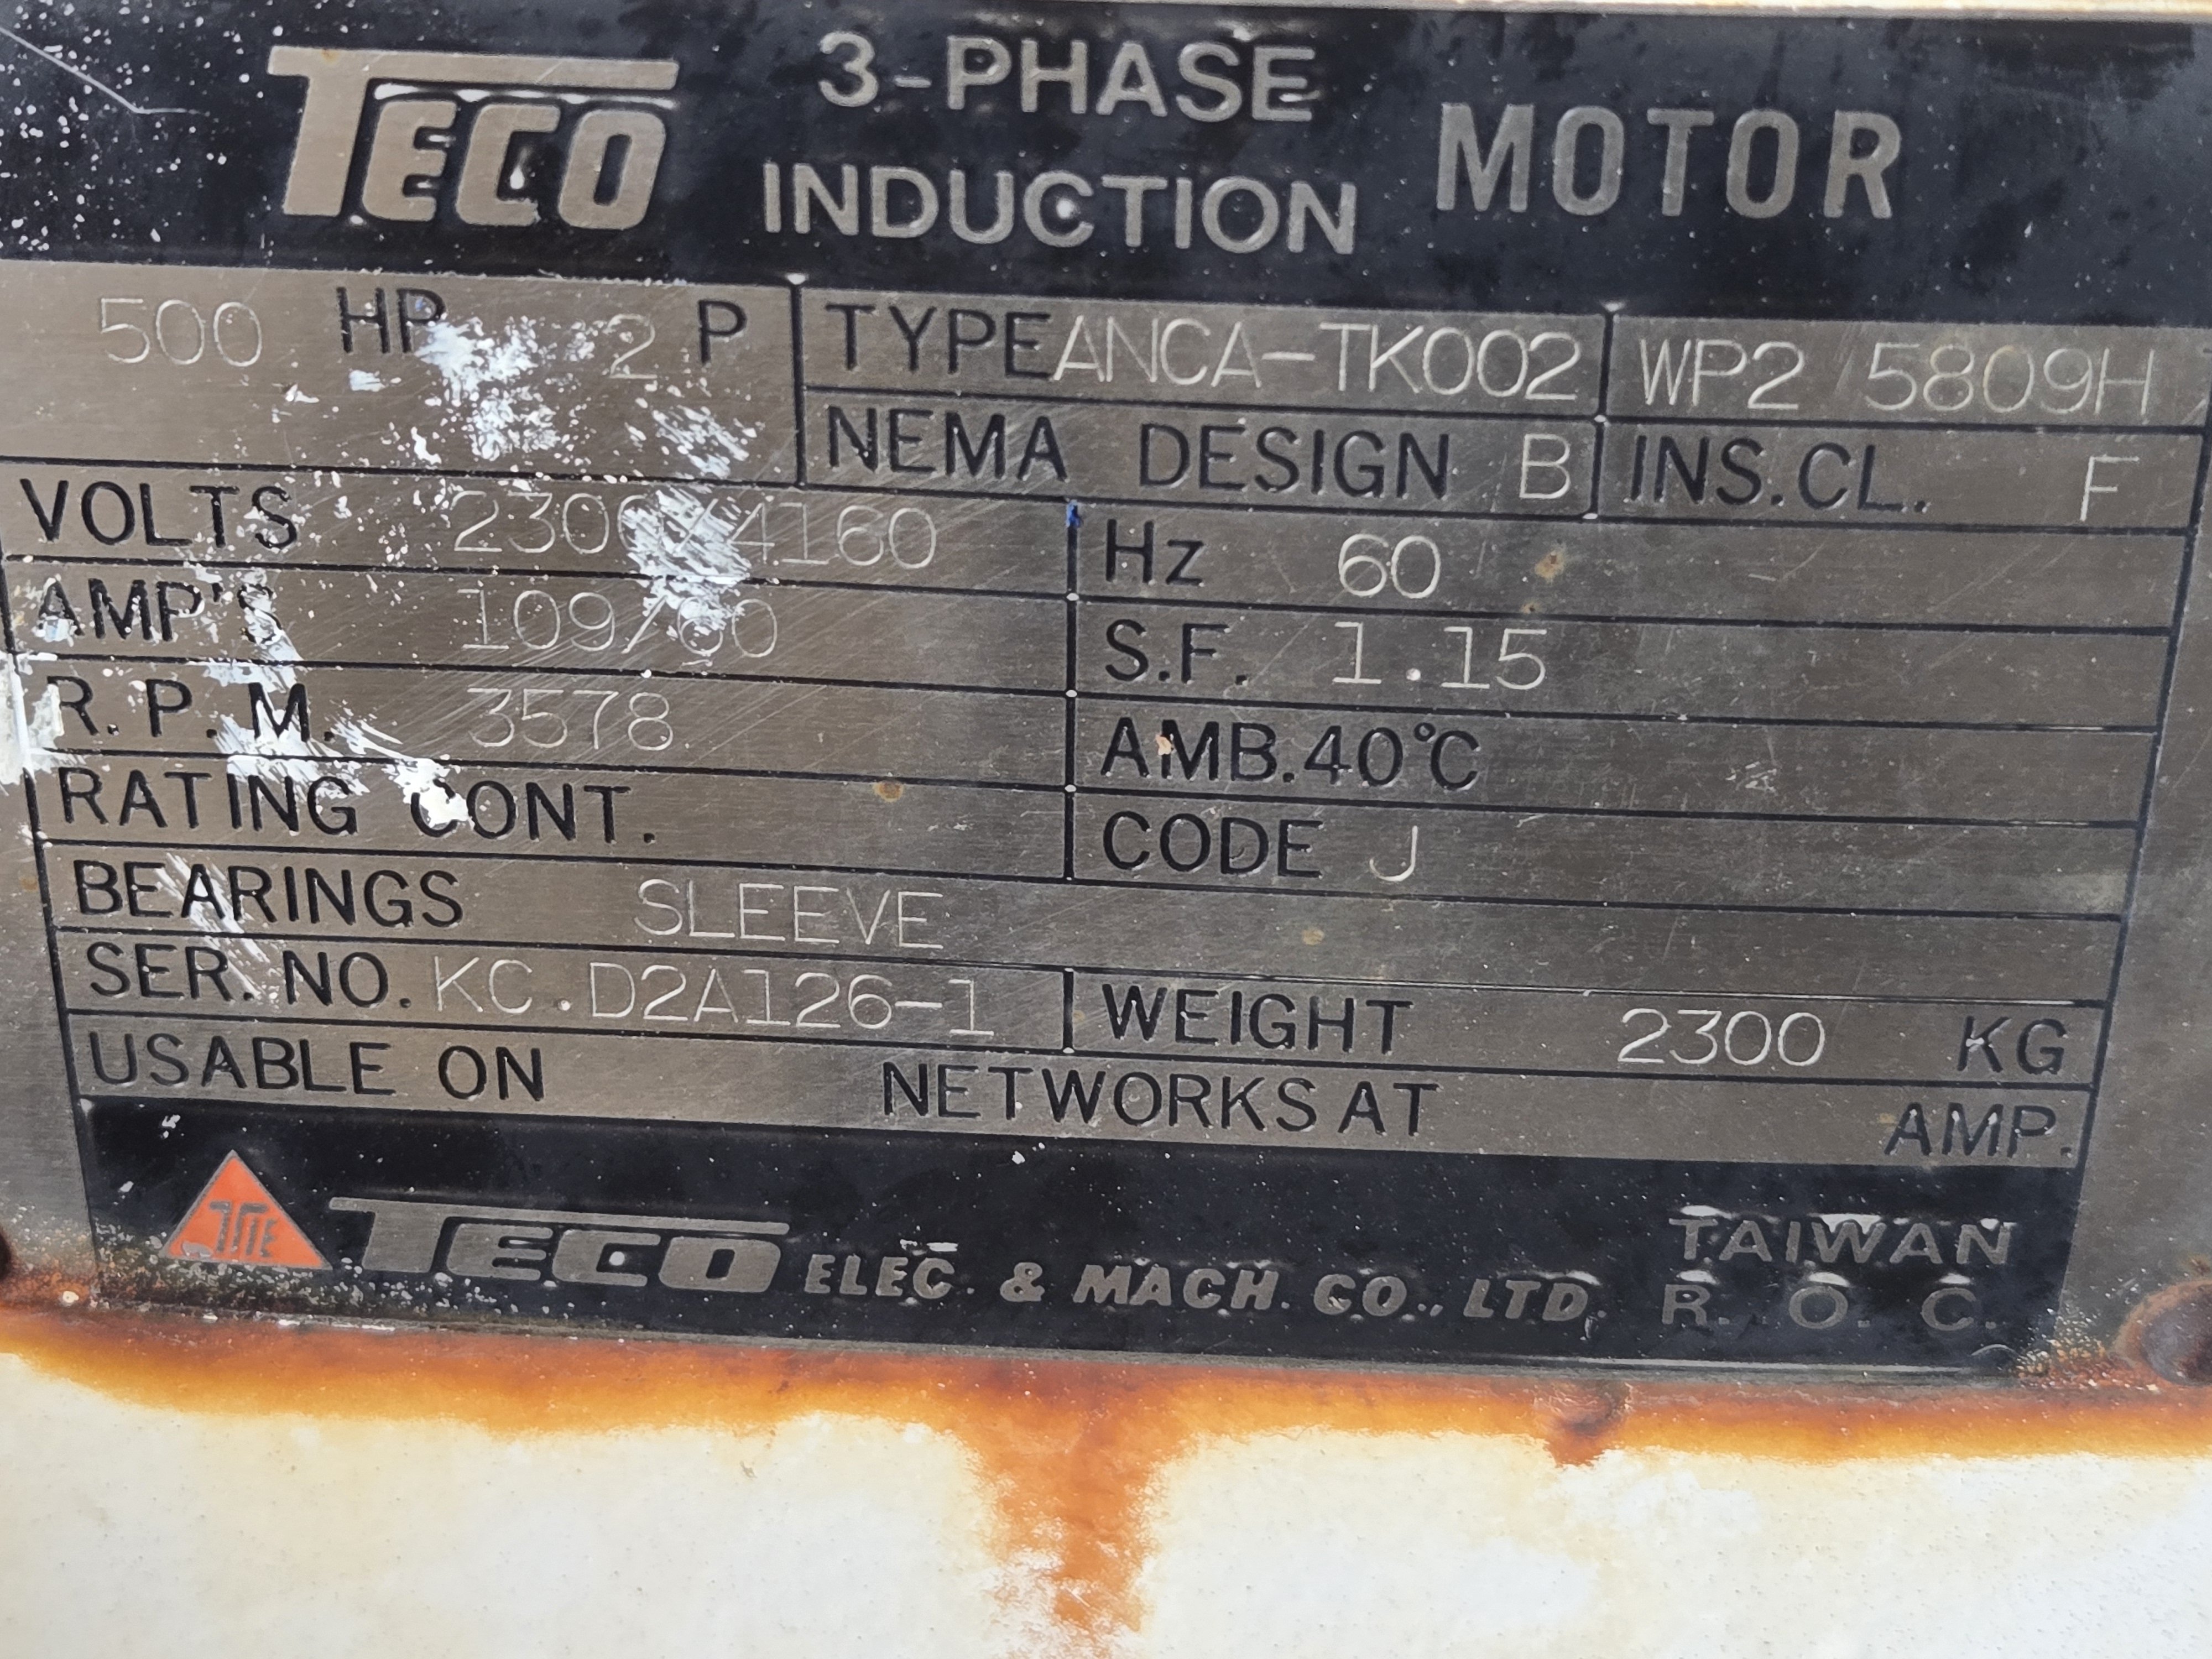 TECO 3-PHASE INDUCTION MOTOR
500 HP 2 P TYPE ANCA-TK002 WP2 5809H
NEMA DESIGN B INS.CL. F
VOLTS 2300/4160 Hz 60
AMP'S 109/60 S.F. 1.15
R.P.M. 3578 AMB.40°C
RATING CONT. CODE J
BEARINGS SLEEVE
SER. NO. KC.D2A126-1 WEIGHT 2300 KG
USABLE ON NETWORKS AT AMP.
TECO ELEC. & MACH. CO., LTD. TAIWAN R. O. C.